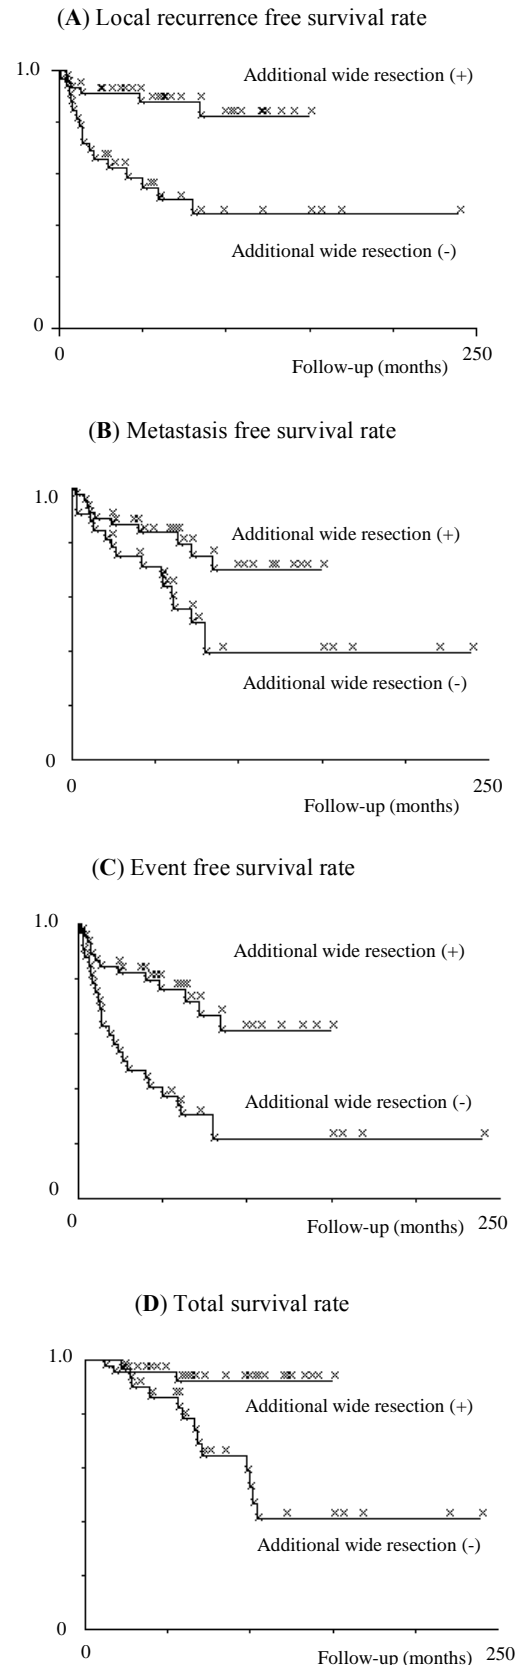 (A) Local recurrence free survival rate
1.0
Additional wide resection (+)
Additional wide resection (-)
0
0
250
Follow-up (months)
(B) Metastasis free survival rate
1.0
Additional wide resection (+)
Additional wide resection (-)
0
0
250
Follow-up (months)
(C) Event free survival rate
1.0
Additional wide resection (+)
Additional wide resection (-)
0
0
250
Follow-up (months)
(D) Total survival rate
1.0
Additional wide resection (+)
Additional wide resection (-)
0
0
250
Follow-up (months)